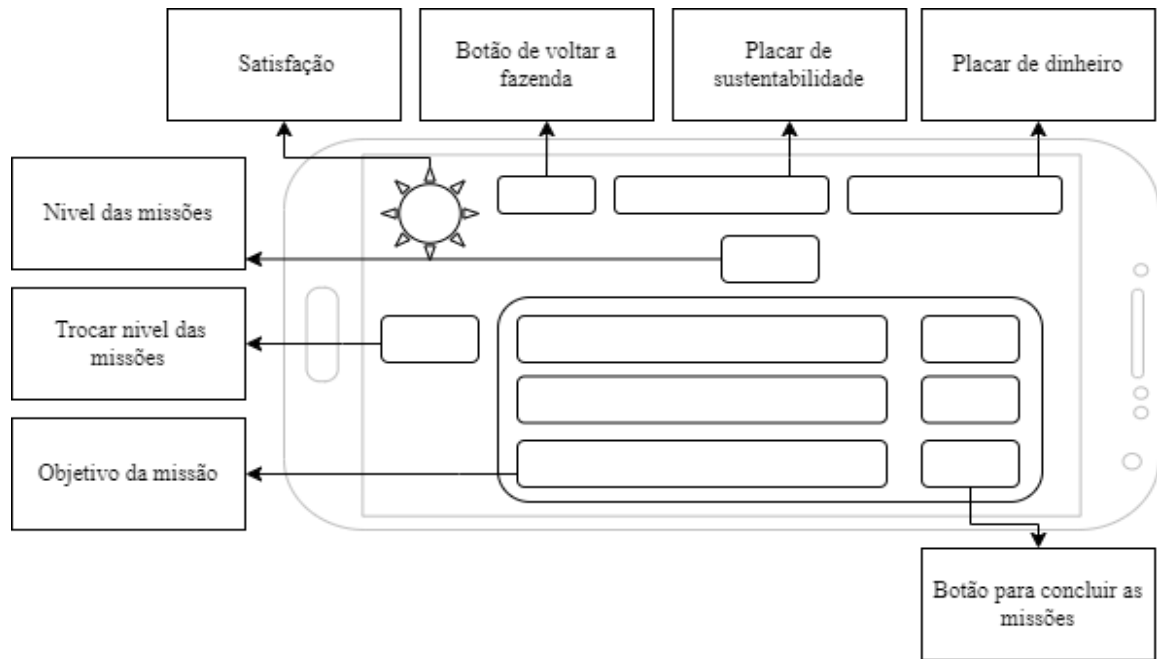 Satisfação
Botão de voltar a
fazenda
Placar de
sustentabilidade
Placar de dinheiro
Nivel das missões
Trocar nivel das
missões
Objetivo da missão
Botão para concluir as
missões